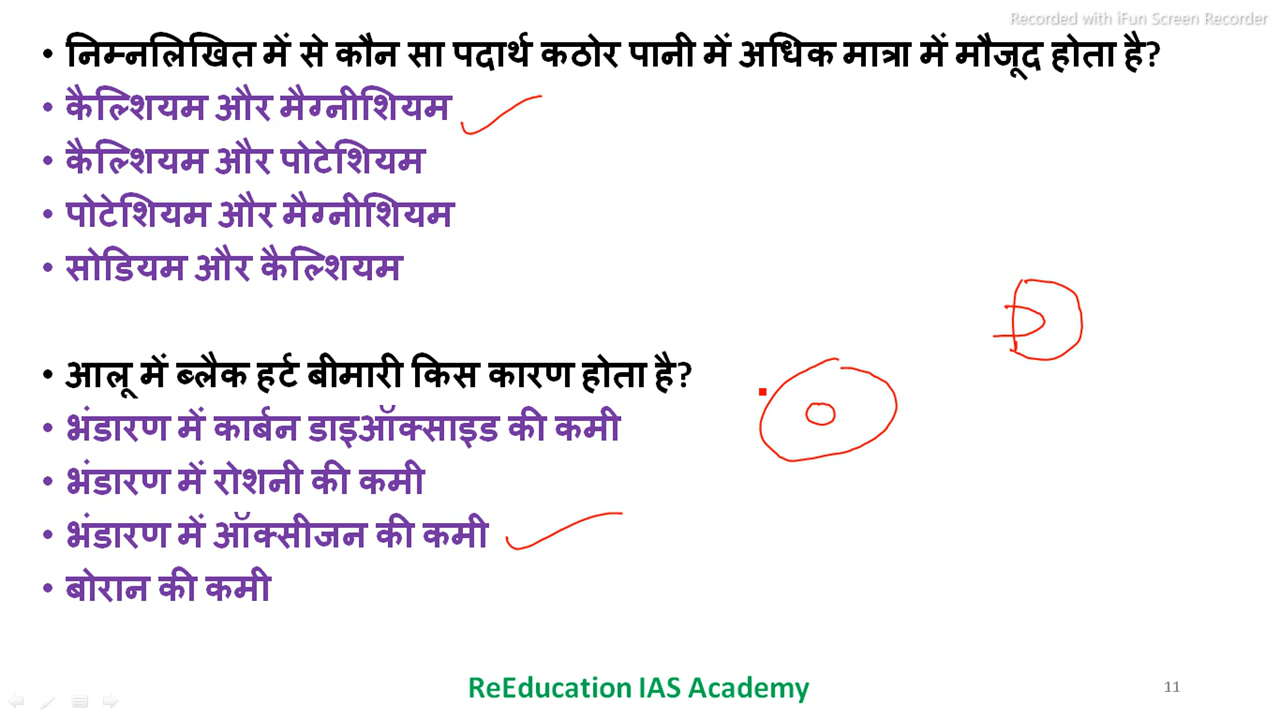 Recorded with iFun Screen Recorder
• निम्नलिखित में से कौन सा पदार्थ कठोर पानी में अधिक मात्रा में मौजूद होता है?
• कैल्शियम और मैग्नीशियम
• कैल्शियम और पोटेशियम
• पोटेशियम और मैग्नीशियम
• सोडियम और कैल्शियम
• आलू में ब्लैक हर्ट बीमारी किस कारण होता है?
• भंडारण में कार्बन डाइऑक्साइड की कमी
• भंडारण में रोशनी की कमी
• भंडारण में ऑक्सीजन की कमी
• बोरान की कमी
ReEducation IAS Academy
11